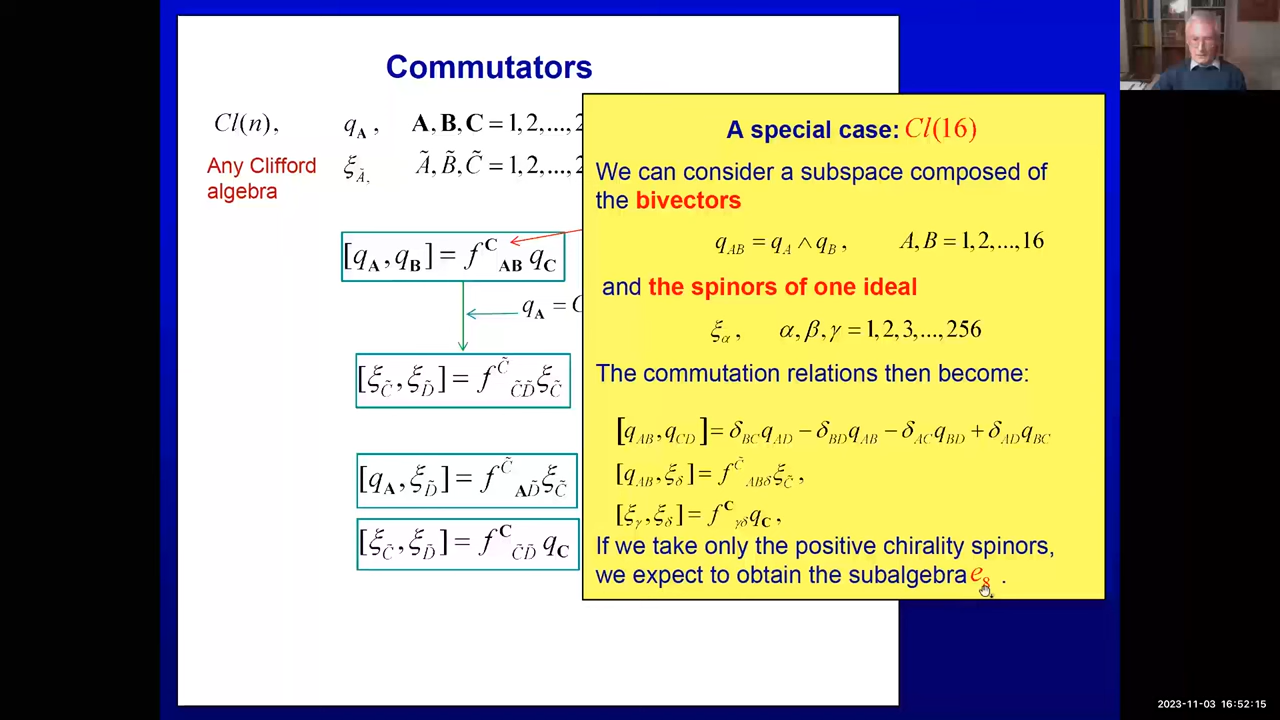 Commutators
Cl(n), q_A, A, B, C = 1, 2, ..., 2
Any Clifford
algebra
ξ_Ã, Ã, B̃, C̃ = 1, 2, ..., 2
[q_A, q_B] = f^C_AB q_C
q_A = C
[ξ_C̃, ξ_D̃] = f^C̃_C̃D̃ ξ_C̃
[q_A, ξ_D̃] = f^C̃_AD̃ ξ_C̃
[ξ_C̃, ξ_D̃] = f^C_C̃D̃ q_C
A special case: Cl(16)
We can consider a subspace composed of
the bivectors
q_AB = q_A ∧ q_B, A, B = 1, 2, ..., 16
and the spinors of one ideal
ξ_α, α, β, γ = 1, 2, 3, ..., 256
The commutation relations then become:
[q_AB, q_CD] = δ_BC q_AD − δ_BD q_AB − δ_AC q_BD + δ_AD q_BC
[q_AB, ξ_δ] = f^C̃_ABδ ξ_C̃,
[ξ_γ, ξ_δ] = f^C_γδ q_C,
If we take only the positive chirality spinors,
we expect to obtain the subalgebra e_8 .
2023-11-03 16:52:15